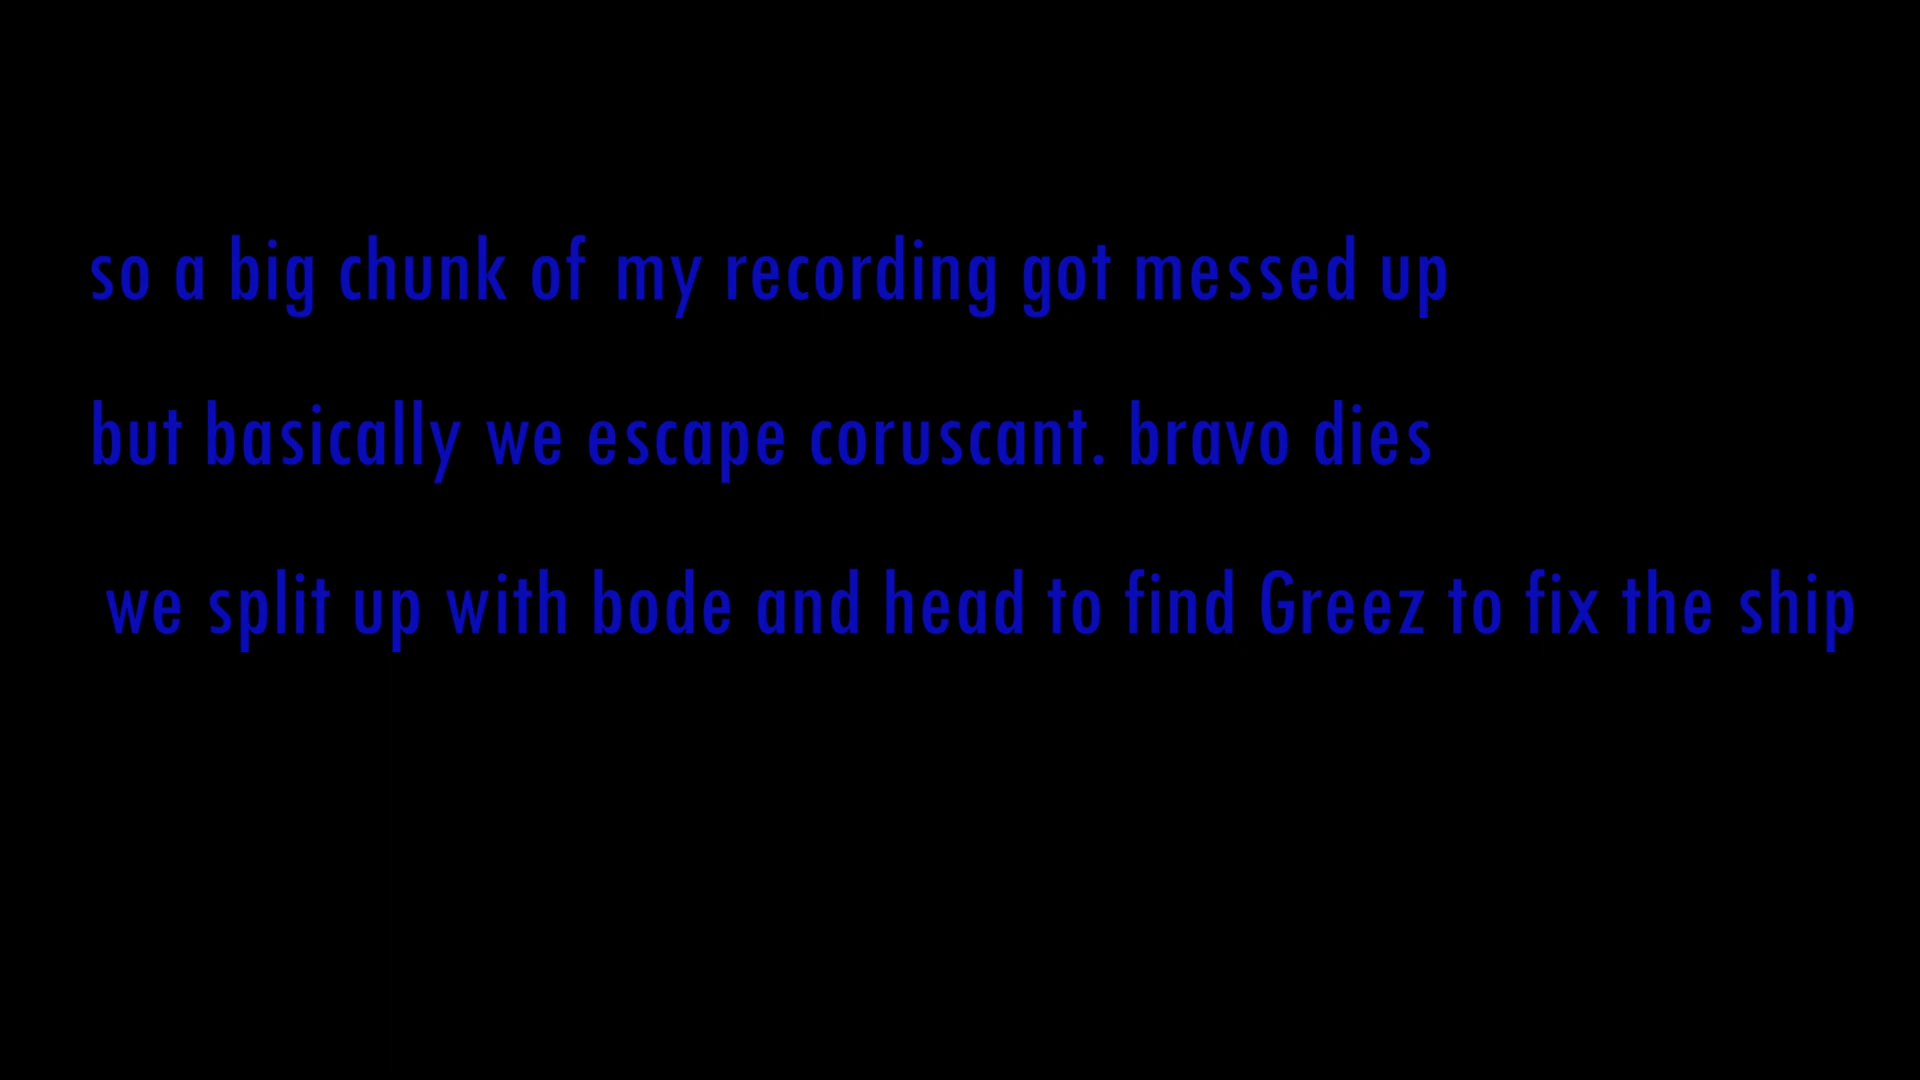 so a big chunk of my recording got messed up
but basically we escape coruscant. bravo dies
we split up with bode and head to find Greez to fix the ship